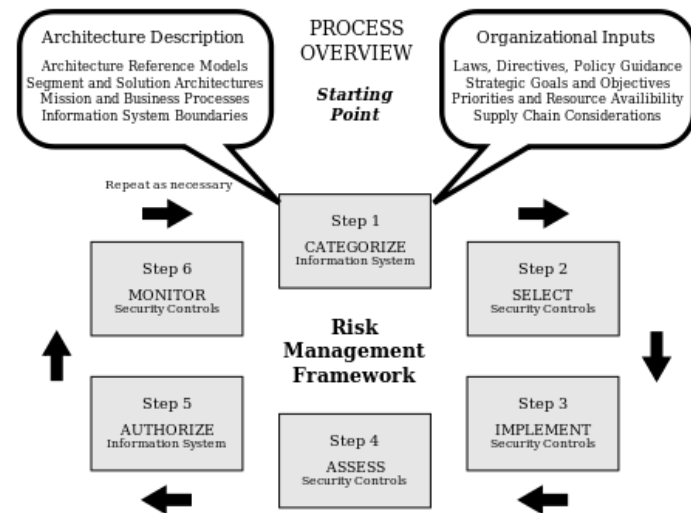 Architecture Description
Architecture Reference Models
Segment and Solution Architectures
Mission and Business Processes
Information System Boundaries
PROCESS
OVERVIEW
Starting
Point
Organizational Inputs
Laws, Directives, Policy Guidance
Strategic Goals and Objectives
Priorities and Resource Availibility
Supply Chain Considerations
Repeat as necessary
Step 1
CATEGORIZE
Information System
Step 2
SELECT
Security Controls
Step 3
IMPLEMENT
Security Controls
Step 4
ASSESS
Security Controls
Step 5
AUTHORIZE
Information System
Step 6
MONITOR
Security Controls
Risk
Management
Framework